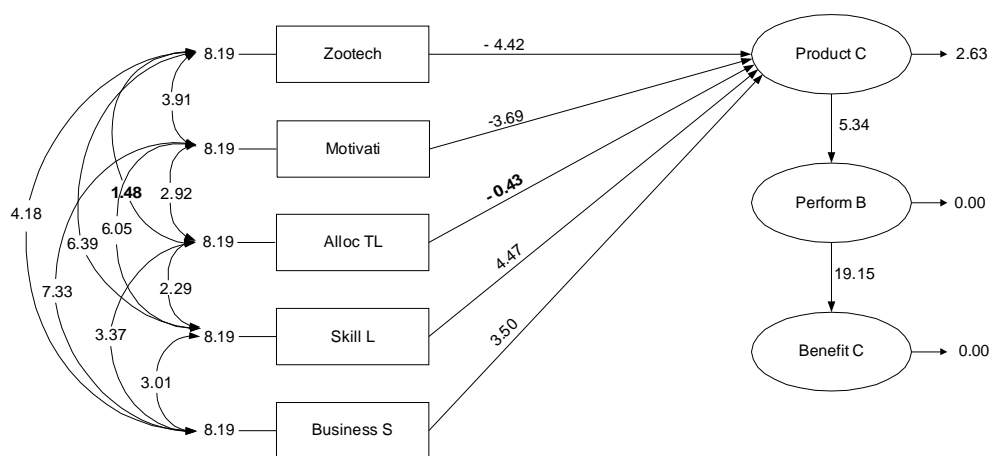 8.19 Zootech - 4.42 Product C 2.63
3.91
8.19 Motivati -3.69
5.34
4.18 1.48 2.92
6.39 6.05
8.19 Alloc TL - 0.43 Perform B 0.00
7.33 2.29 4.47 19.15
3.37
8.19 Skill L 3.50 Benefit C 0.00
3.01
8.19 Business S